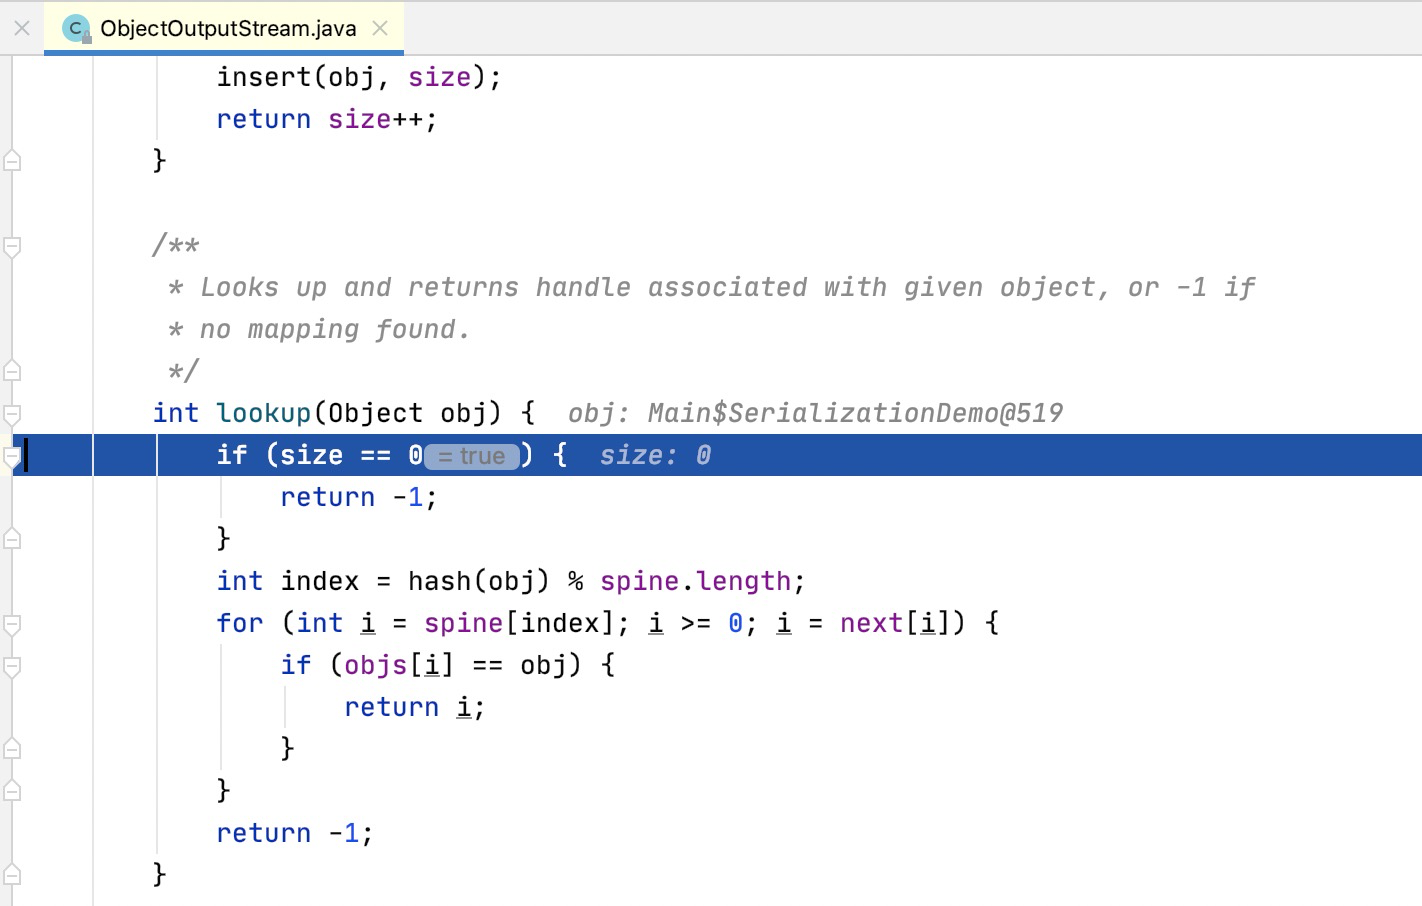 ObjectOutputStream.java
insert(obj, size);
return size++;
}
/**
* Looks up and returns handle associated with given object, or -1 if
* no mapping found.
*/
int lookup(Object obj) { obj: Main$SerializationDemo@519
if (size == 0 = true ) { size: 0
return -1;
}
int index = hash(obj) % spine.length;
for (int i = spine[index]; i >= 0; i = next[i]) {
if (objs[i] == obj) {
return i;
}
}
return -1;
}